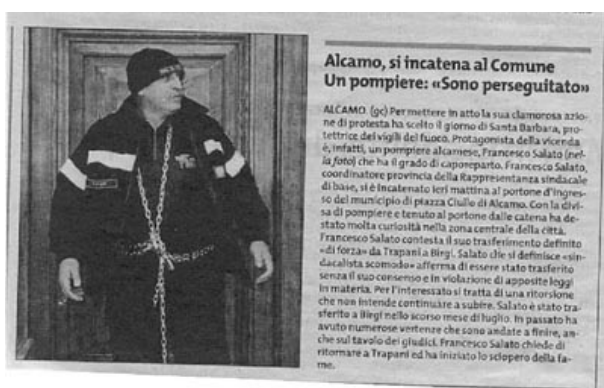 Alcamo, si incatena al Comune
Un pompiere: «Sono perseguitato»
ALCAMO. (gc) Per mettere in atto la sua clamorosa azio-
ne di protesta ha scelto il giorno di Santa Barbara, pro-
tettrice dei vigili del fuoco. Protagonista della vicenda
è, infatti, un pompiere alcamese, Francesco Salato (nel-
la foto) che ha il grado di caporeparto. Francesco Salato,
coordinatore provincia della Rappresentanza sindacale
di base, si è incatenato ieri mattina al portone d'ingres-
so del municipio di piazza Ciullo di Alcamo. Con la divi-
sa di pompiere e tenuto al portone dalle catena ha de-
stato molta curiosità nella zona centrale della città.
Francesco Salato contesta il suo trasferimento definito
«di forza» da Trapani a Birgi. Salato che si definisce «sin-
dacalista scomodo» afferma di essere stato trasferito
senza il suo consenso e in violazione di apposite leggi
in materia. Per l'interessato si tratta di una ritorsione
che non intende continuare a subire. Salato è stato tra-
sferito a Birgi nello scorso mese di luglio. In passato ha
avuto numerose vertenze che sono andate a finire, an-
che sul tavolo dei giudici. Francesco Salato chiede di
ritornare a Trapani ed ha iniziato lo sciopero della fa-
me.